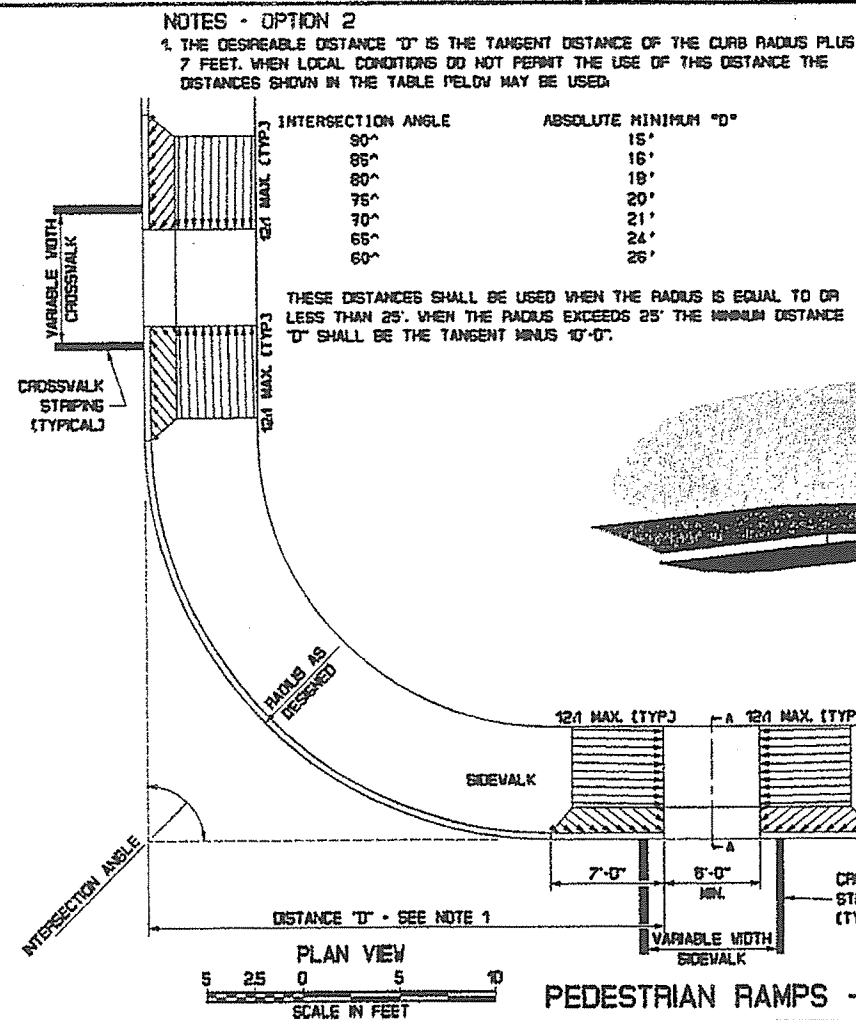 NOTES - OPTION 2
1. THE DESIREABLE DISTANCE "D" IS THE TANGENT DISTANCE OF THE CURB RADIUS PLUS
7 FEET. WHEN LOCAL CONDITIONS DO NOT PERMIT THE USE OF THIS DISTANCE THE
DISTANCES SHOWN IN THE TABLE BELOW MAY BE USED:
INTERSECTION ANGLE ABSOLUTE MINIMUM "D"
90^ 15'
85^ 16'
80^ 18'
75^ 20'
70^ 21'
65^ 24'
60^ 26'
THESE DISTANCES SHALL BE USED WHEN THE RADIUS IS EQUAL TO OR
LESS THAN 25'. WHEN THE RADIUS EXCEEDS 25' THE MINIMUM DISTANCE
"D" SHALL BE THE TANGENT MINUS 10'-0".
12:1 MAX. (TYP.)
VARIABLE WIDTH
CROSSWALK
12:1 MAX. (TYP.)
CROSSWALK
STRIPING
(TYPICAL)
RADIUS AS
DESIGNED
12:1 MAX. (TYP.)
A
12:1 MAX. (TYP
SIDEWALK
A
INTERSECTION ANGLE
7'-0"
6'-0"
MIN.
CR
ST
(TY
DISTANCE "D" - SEE NOTE 1
VARIABLE WIDTH
SIDEWALK
PLAN VIEW
5 2.5 0 5 10
SCALE IN FEET
PEDESTRIAN RAMPS -